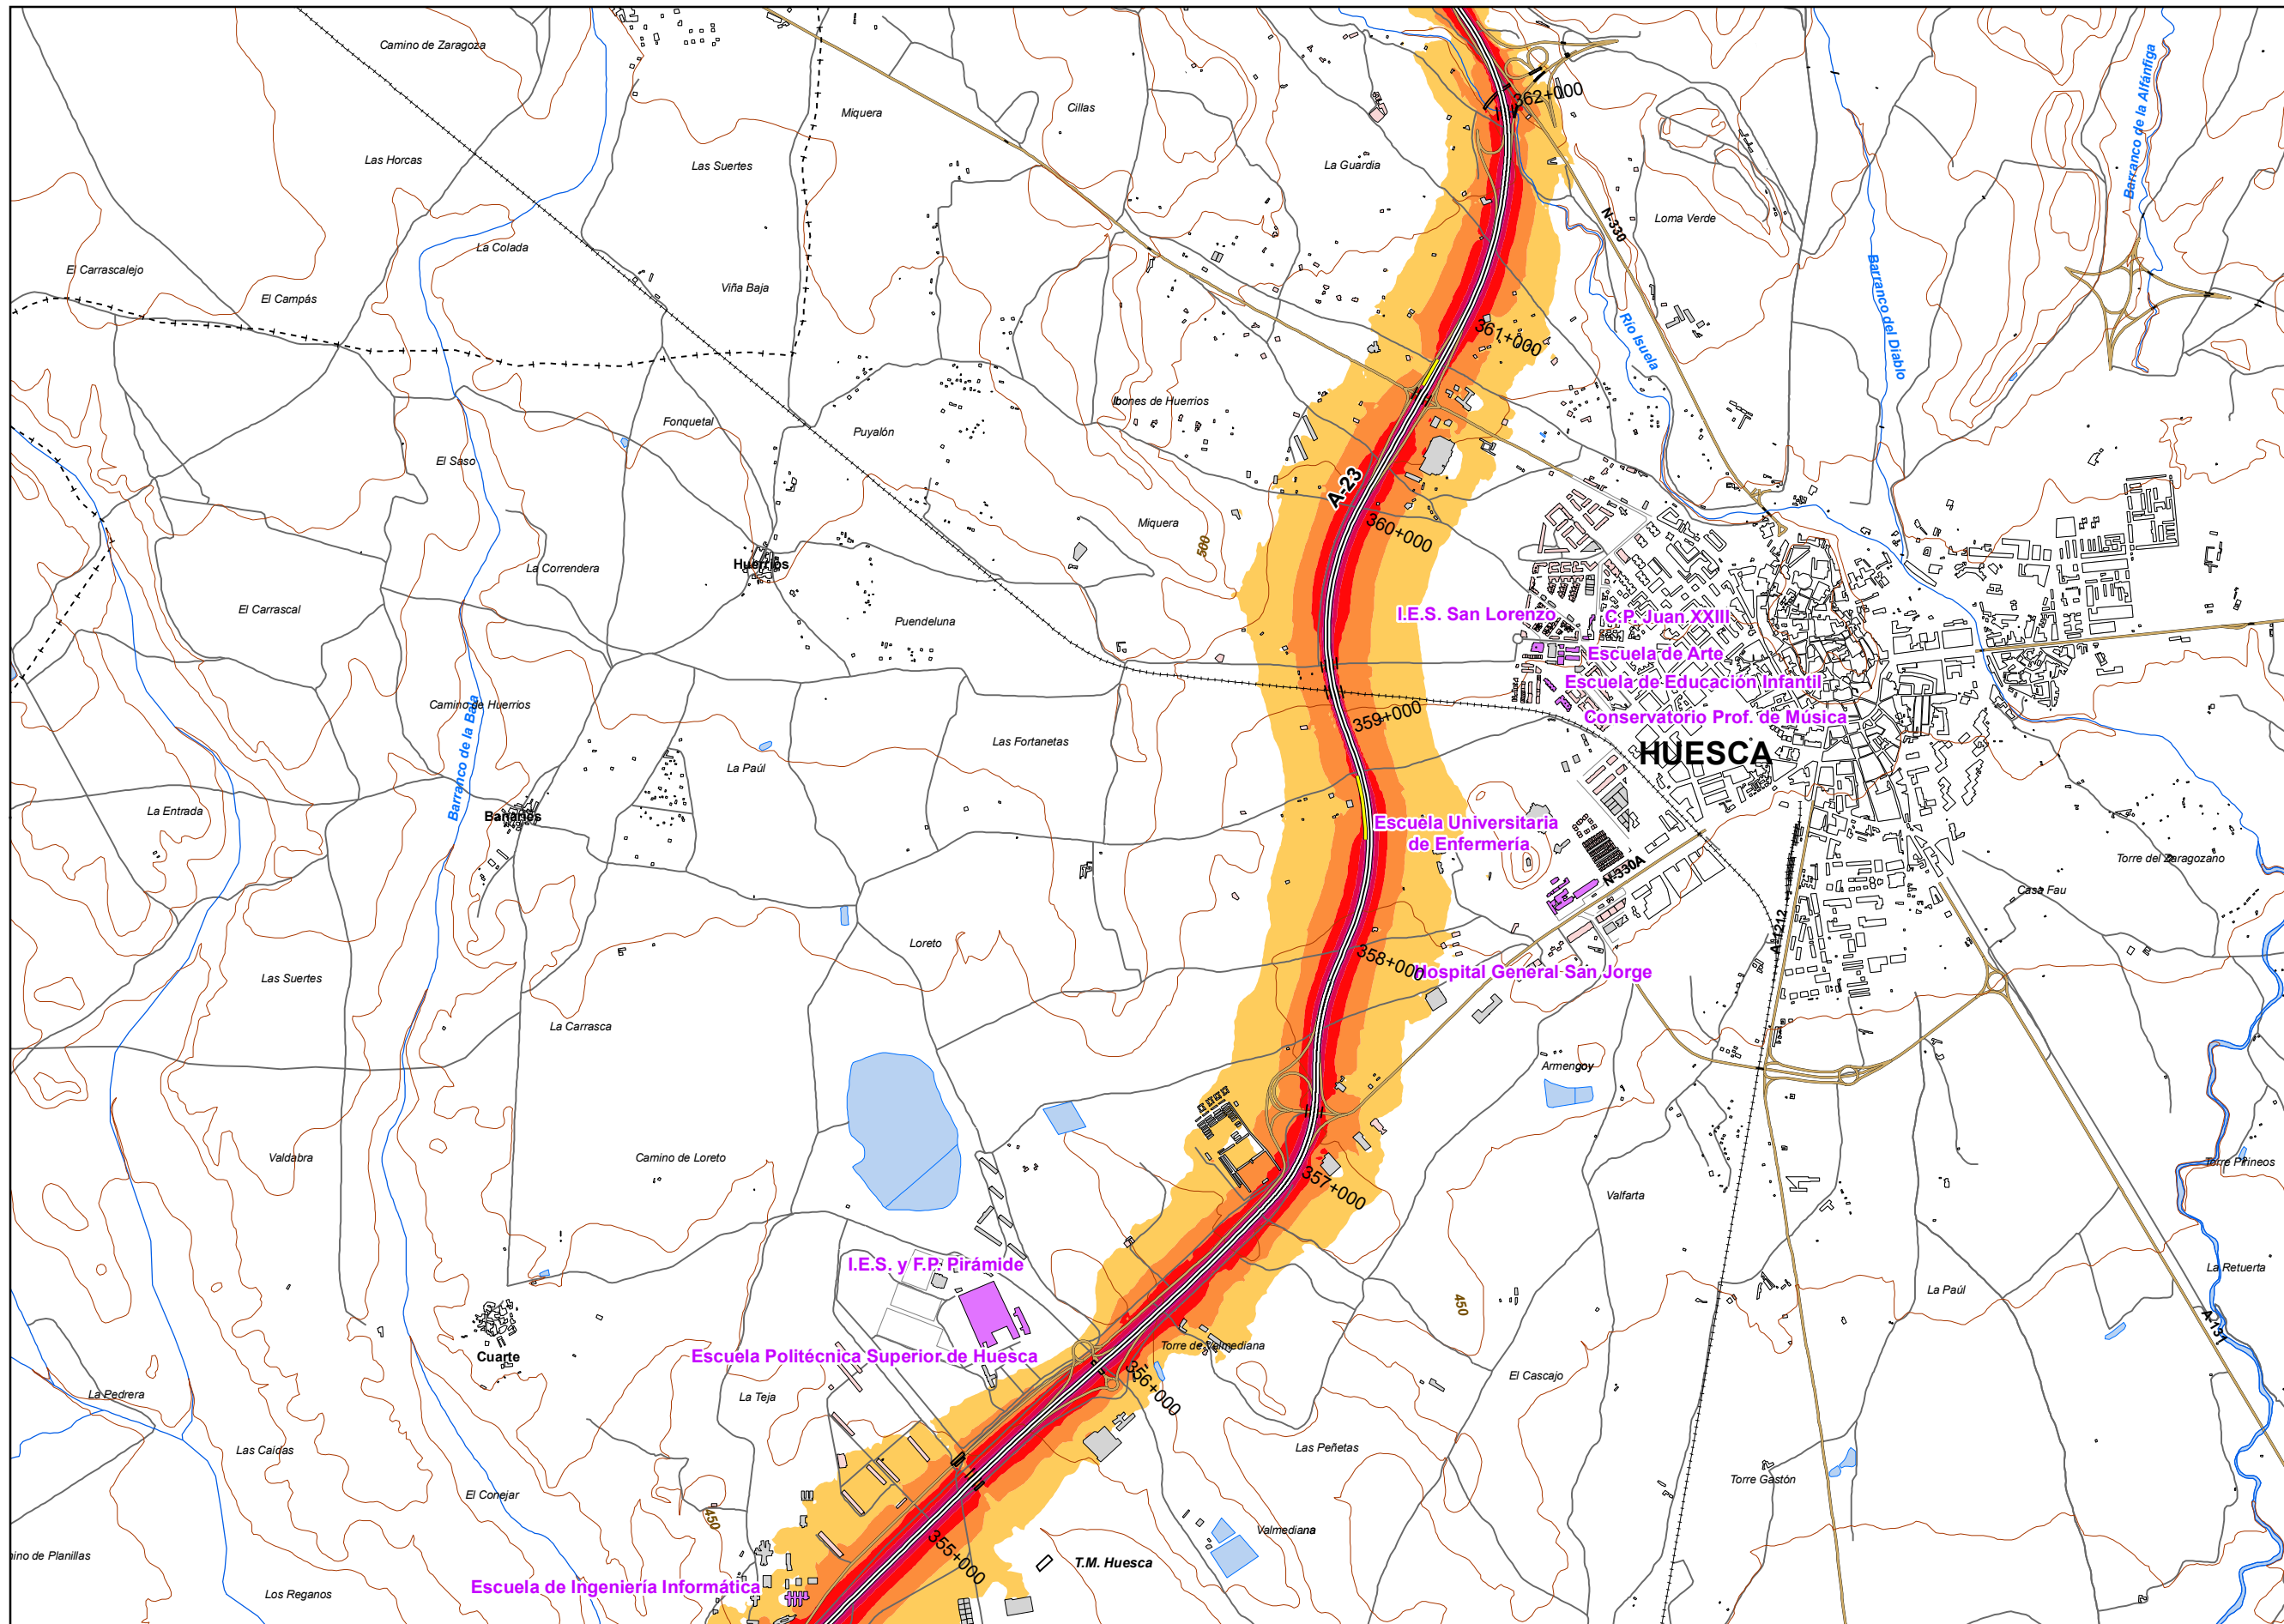 Camino de Zaragoza
Barranco de la Alfánfiga
362+000
Cillas
Miquera
Las Horcas
Las Suertes
La Guardia
N-330
Loma Verde
La Colada
El Carrascalejo
El Campás
Viña Baja
Barranco del Diablo
Río Isuela
361+000
Ibones de Huerrios
Fonquetal
Puyalón
El Saso
A-23
Miquera
360+000
500
Huerrios
La Correndera
El Carrascal
I.E.S. San Lorenzo
C.P. Juan XXIII
Puendeluna
Escuela de Arte
Escuela de Educación Infantil
Camino de Huerrios
Barranco de la Bala
359+000
Conservatorio Prof. de Música
Las Fortanetas
HUESCA
La Paúl
La Entrada
Banariés
Escuela Universitaria
de Enfermería
N-330A
Torre del Zaragozano
Casa Fau
A-1212
Loreto
358+000
Hospital General San Jorge
Las Suertes
La Carrasca
Armengoy
Valdabra
Camino de Loreto
Torre Pirineos
357+000
Valfarta
I.E.S. y F.P. Pirámide
La Retuerta
La Paúl
450
A-131
Torre de Valmediana
Escuela Politécnica Superior de Huesca
Cuarte
356+000
El Cascajo
La Pedrera
La Teja
Las Caídas
Las Peñetas
Torre Gastón
El Conejar
450
Valmediana
355+000
ino de Planillas
T.M. Huesca
Escuela de Ingeniería Informática
Los Reganos